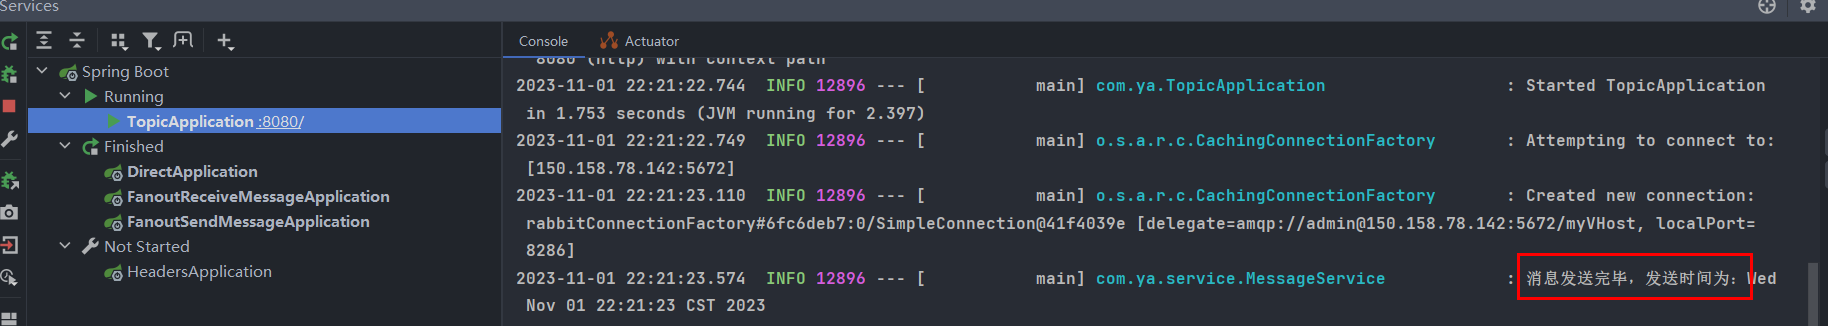 Services
Console
Actuator
Spring Boot
Running
TopicApplication :8080/
Finished
DirectApplication
FanoutReceiveMessageApplication
FanoutSendMessageApplication
Not Started
HeadersApplication
8080 (http) with context path ''
2023-11-01 22:21:22.744  INFO 12896 --- [           main] com.ya.TopicApplication                  : Started TopicApplication
in 1.753 seconds (JVM running for 2.397)
2023-11-01 22:21:22.749  INFO 12896 --- [           main] o.s.a.r.c.CachingConnectionFactory       : Attempting to connect to:
[150.158.78.142:5672]
2023-11-01 22:21:23.110  INFO 12896 --- [           main] o.s.a.r.c.CachingConnectionFactory       : Created new connection:
rabbitConnectionFactory#6fc6deb7:0/SimpleConnection@41f4039e [delegate=amqp://admin@150.158.78.142:5672/myVHost, localPort=
8286]
2023-11-01 22:21:23.574  INFO 12896 --- [           main] com.ya.service.MessageService            : 消息发送完毕，发送时间为：Wed
Nov 01 22:21:23 CST 2023